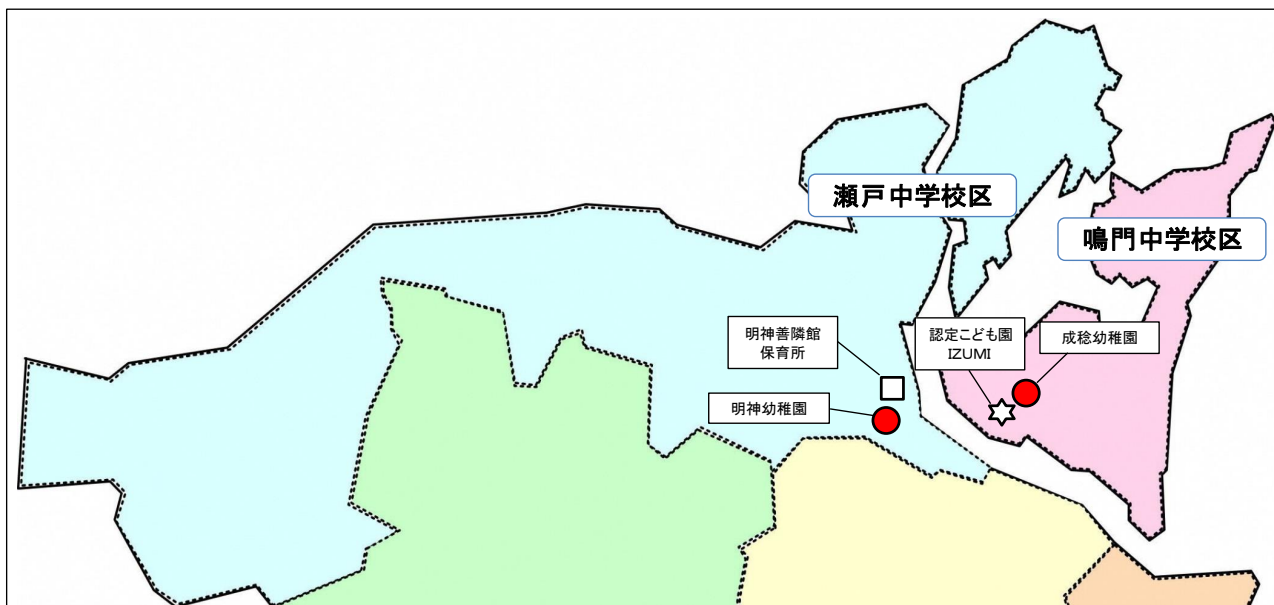 瀬戸中学校区
鳴門中学校区
明神善隣館
保育所
認定こども園
IZUMI
成稔幼稚園
明神幼稚園